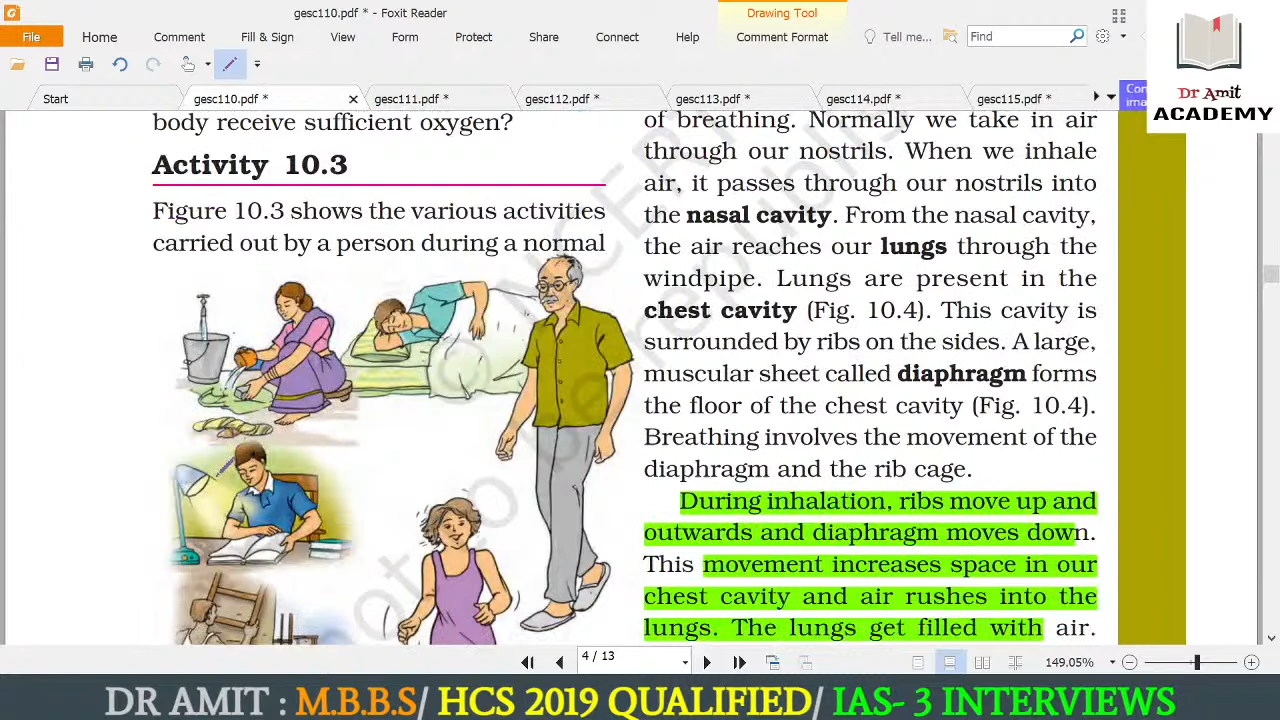 gesc110.pdf * - Foxit Reader
Drawing Tool
File Home Comment Fill & Sign View Form Protect Share Connect Help Comment Format Tell me... Find
Start gesc110.pdf * gesc111.pdf * gesc112.pdf * gesc113.pdf * gesc114.pdf * gesc115.pdf *
Dr Amit
ACADEMY
body receive sufficient oxygen?
Activity 10.3
Figure 10.3 shows the various activities
carried out by a person during a normal
of breathing. Normally we take in air
through our nostrils. When we inhale
air, it passes through our nostrils into
the nasal cavity. From the nasal cavity,
the air reaches our lungs through the
windpipe. Lungs are present in the
chest cavity (Fig. 10.4). This cavity is
surrounded by ribs on the sides. A large,
muscular sheet called diaphragm forms
the floor of the chest cavity (Fig. 10.4).
Breathing involves the movement of the
diaphragm and the rib cage.
During inhalation, ribs move up and
outwards and diaphragm moves down.
This movement increases space in our
chest cavity and air rushes into the
lungs. The lungs get filled with air.
4 / 13
149.05%
DR AMIT : M.B.B.S/ HCS 2019 QUALIFIED/ IAS- 3 INTERVIEWS